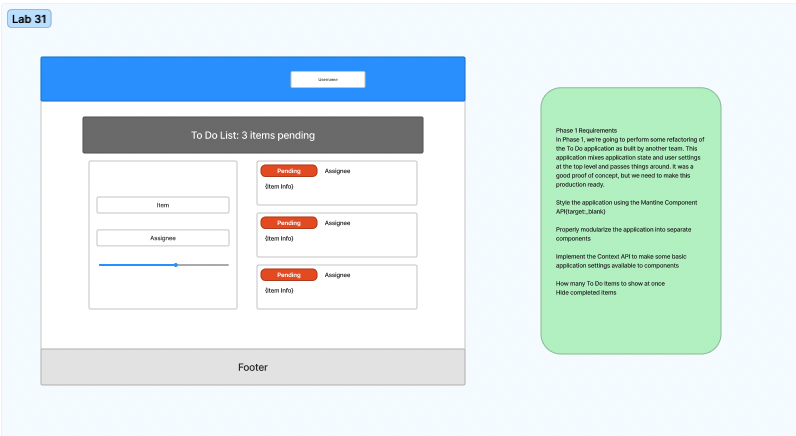 Lab 31
Username
To Do List: 3 items pending
Item
Assignee
Pending
Assignee
{Item Info}
Pending
Assignee
{Item Info}
Pending
Assignee
{Item Info}
Footer
Phase 1 Requirements
In Phase 1, we're going to perform some refactoring of
the To Do application as built by another team. This
application mixes application state and user settings
at the top level and passes things around. It was a
good proof of concept, but we need to make this
production ready.
Style the application using the Mantine Component
API{target:_blank}
Properly modularize the application into separate
components
Implement the Context API to make some basic
application settings available to components
How many To Do Items to show at once
Hide completed items